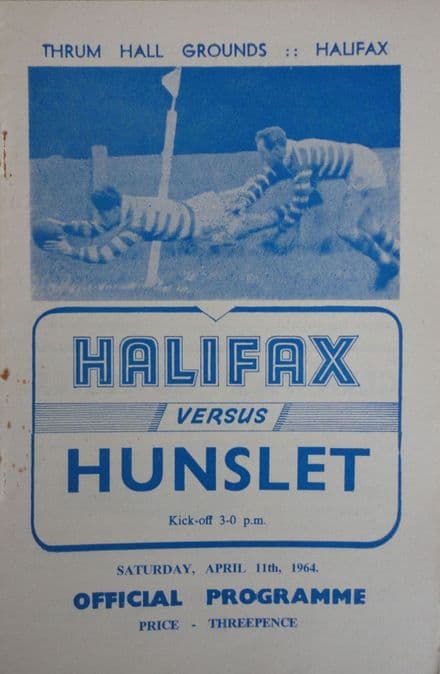 THRUM HALL GROUNDS :: HALIFAX
HALIFAX
VERSUS
HUNSLET
Kick-off 3-0 p.m.
SATURDAY, APRIL 11th, 1964.
OFFICIAL PROGRAMME
PRICE - THREEPENCE